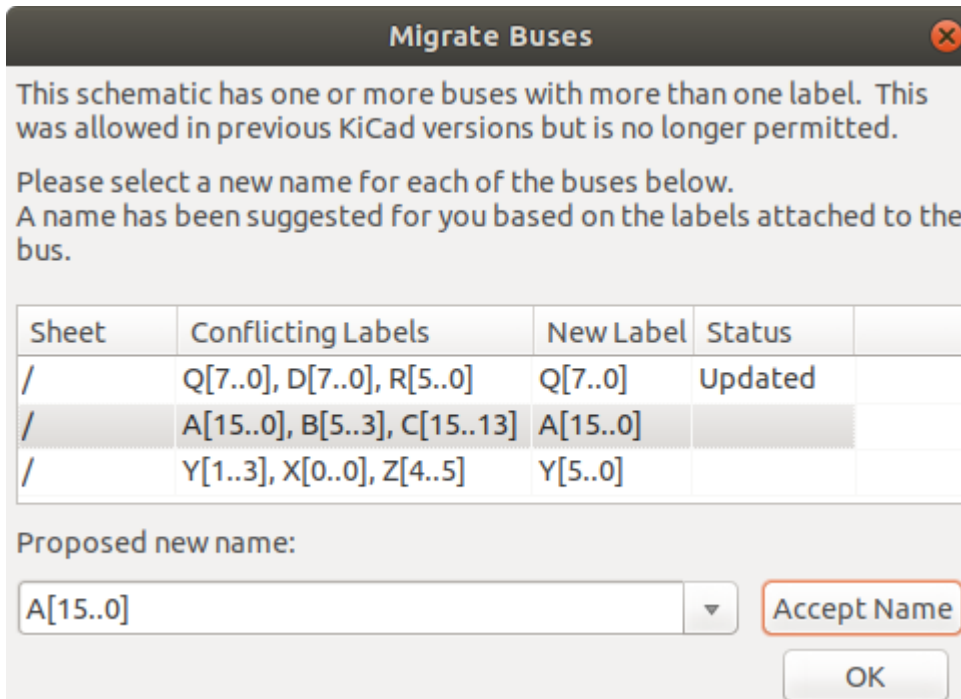 Migrate Buses
This schematic has one or more buses with more than one label.  This
was allowed in previous KiCad versions but is no longer permitted.
Please select a new name for each of the buses below.
A name has been suggested for you based on the labels attached to the
bus.
Sheet Conflicting Labels New Label Status
/ Q[7..0], D[7..0], R[5..0] Q[7..0] Updated
/ A[15..0], B[5..3], C[15..13] A[15..0]
/ Y[1..3], X[0..0], Z[4..5] Y[5..0]
Proposed new name:
A[15..0] Accept Name
OK